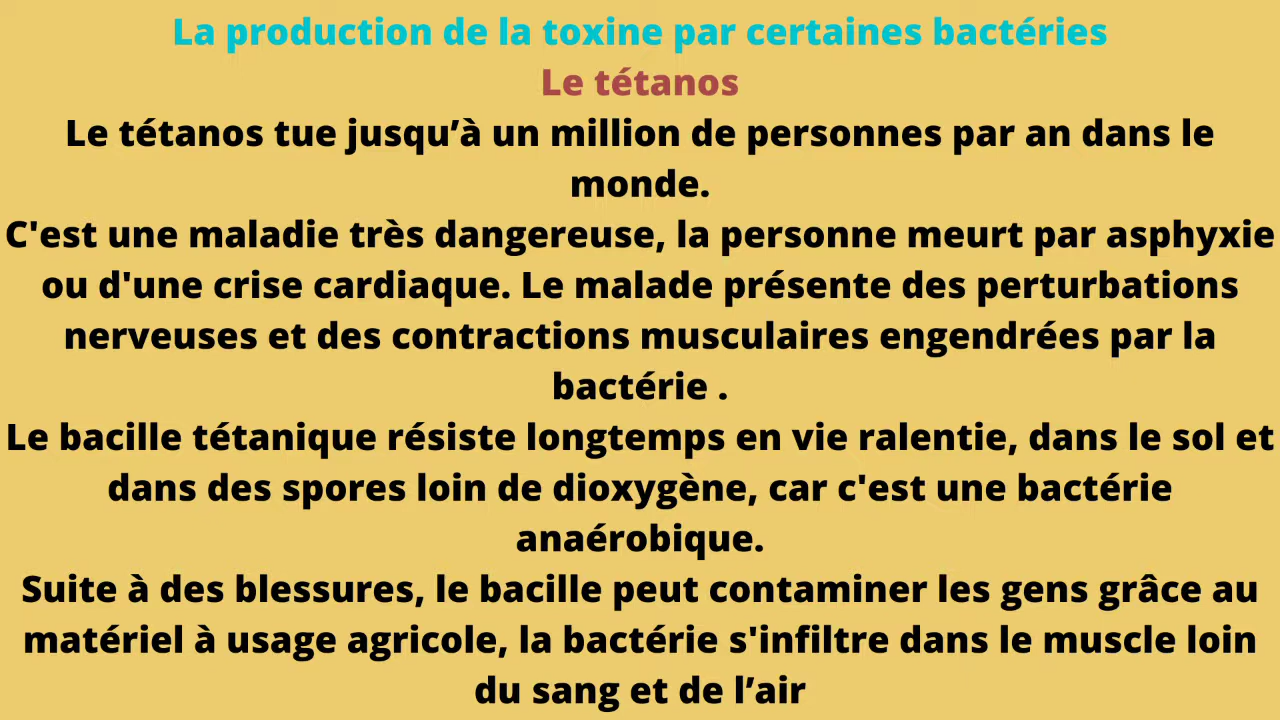 La production de la toxine par certaines bactéries
Le tétanos
Le tétanos tue jusqu’à un million de personnes par an dans le
monde.
C'est une maladie très dangereuse, la personne meurt par asphyxie
ou d'une crise cardiaque. Le malade présente des perturbations
nerveuses et des contractions musculaires engendrées par la
bactérie .
Le bacille tétanique résiste longtemps en vie ralentie, dans le sol et
dans des spores loin de dioxygène, car c'est une bactérie
anaérobique.
Suite à des blessures, le bacille peut contaminer les gens grâce au
matériel à usage agricole, la bactérie s'infiltre dans le muscle loin
du sang et de l’air